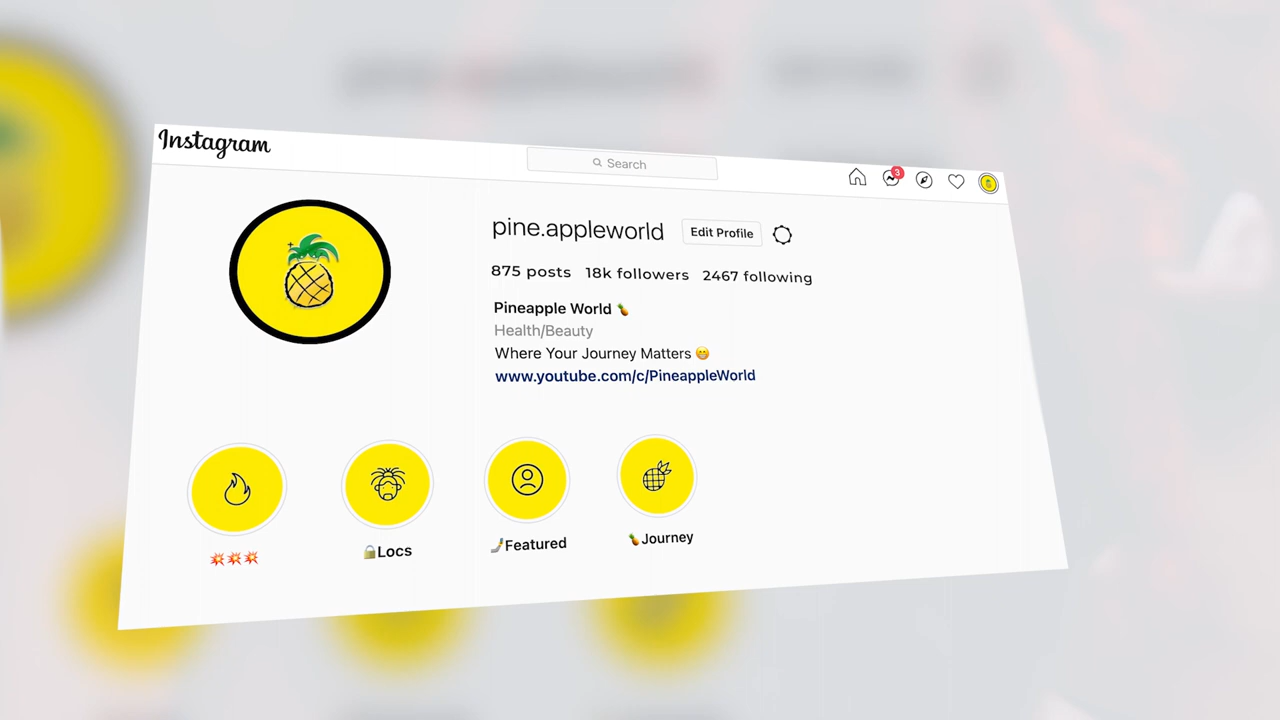 Instagram
Search
3
pine.appleworld Edit Profile
875 posts 18k followers 2467 following
Pineapple World 🍍
Health/Beauty
Where Your Journey Matters 😁
www.youtube.com/c/PineappleWorld
💥💥💥
🔒Locs
🤳Featured
🍍Journey